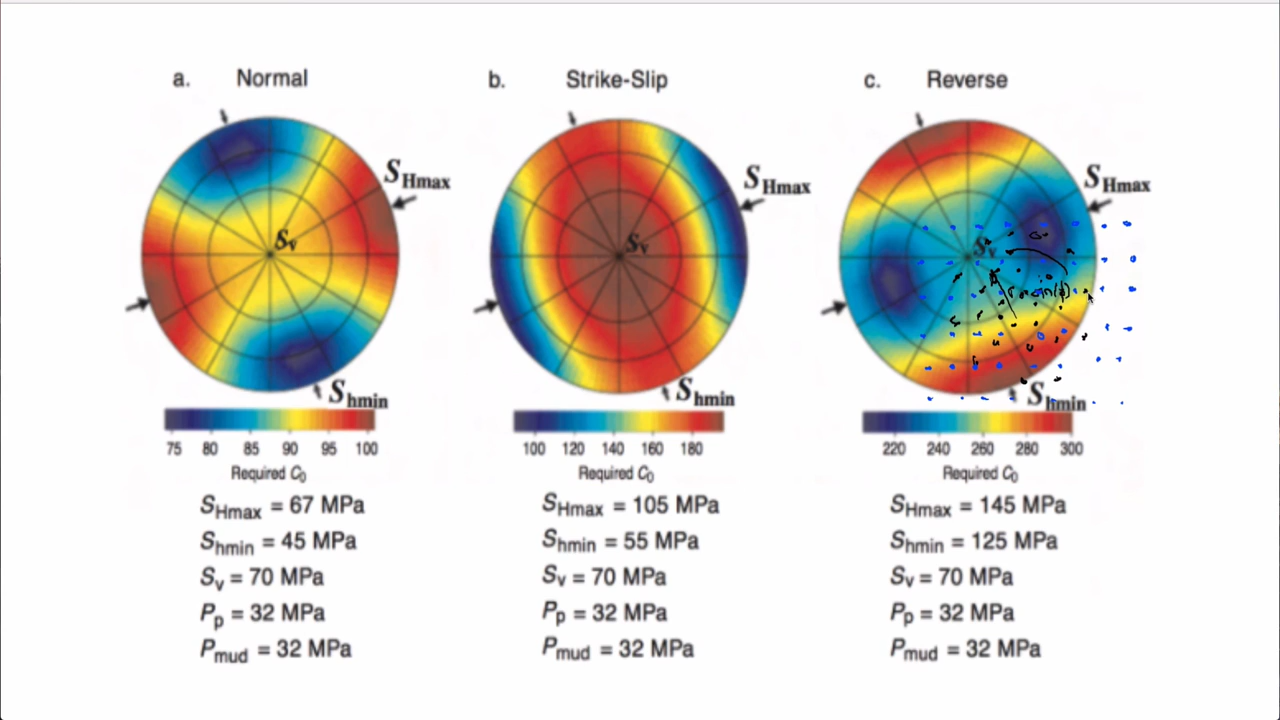 a. Normal
b. Strike-Slip
c. Reverse
SHmax
SHmax
SHmax
Sv
Sv
Sv
Shmin
Shmin
Shmin
75 80 85 90 95 100
100 120 140 160 180
220 240 260 280 300
Required C0
Required C0
Required C0
SHmax = 67 MPa
Shmin = 45 MPa
Sv = 70 MPa
Pp = 32 MPa
Pmud = 32 MPa
SHmax = 105 MPa
Shmin = 55 MPa
Sv = 70 MPa
Pp = 32 MPa
Pmud = 32 MPa
SHmax = 145 MPa
Shmin = 125 MPa
Sv = 70 MPa
Pp = 32 MPa
Pmud = 32 MPa